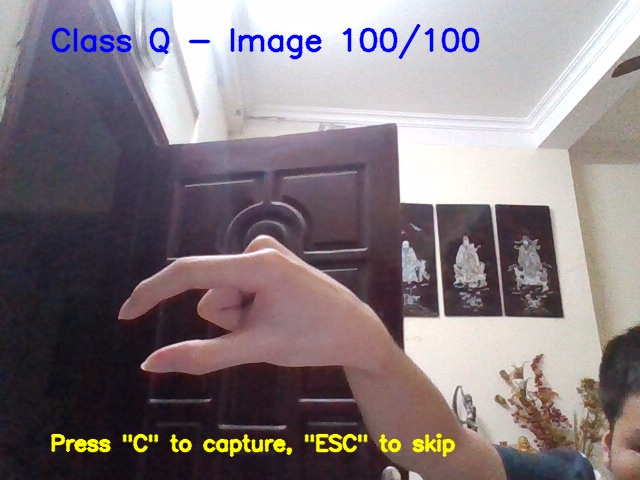 Class Q - Image 100/100
Press "C" to capture, "ESC" to skip